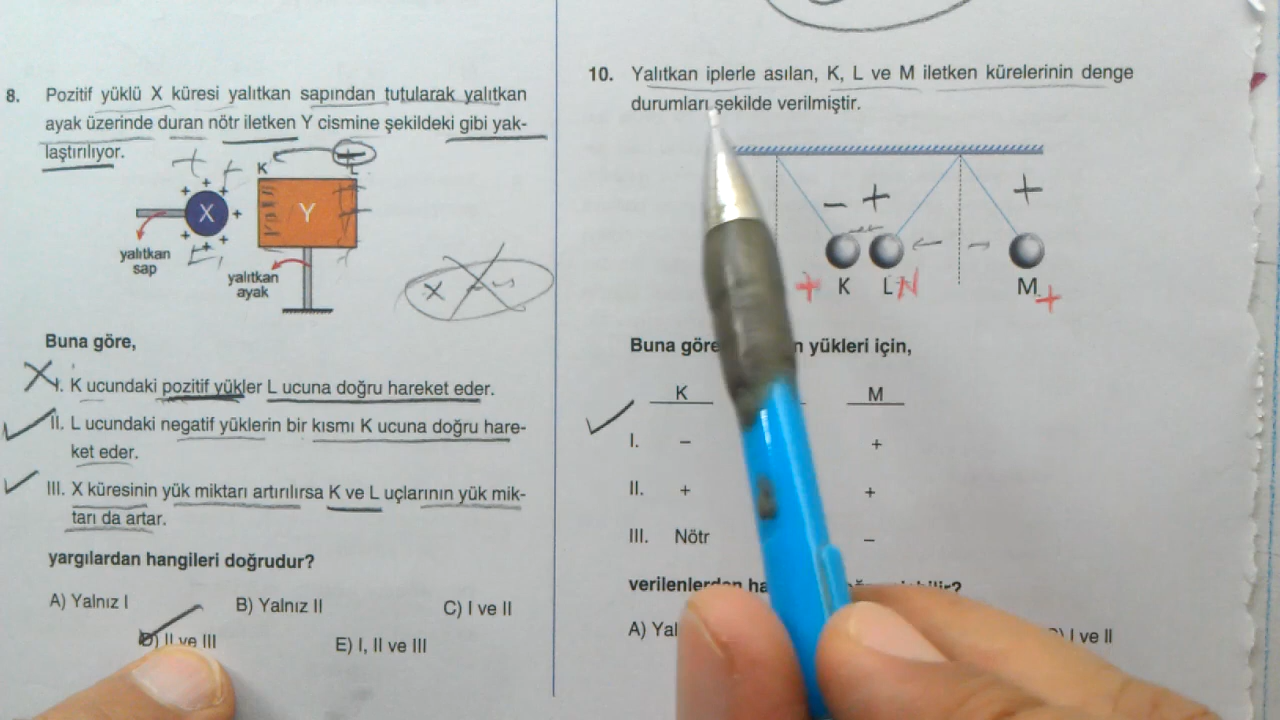 8. Pozitif yüklü X küresi yalıtkan sapından tutularak yalıtkan
ayak üzerinde duran nötr iletken Y cismine şekildeki gibi yak-
laştırılıyor.
K L
X Y
yalıtkan
sap
yalıtkan
ayak
Buna göre,
I. K ucundaki pozitif yükler L ucuna doğru hareket eder.
II. L ucundaki negatif yüklerin bir kısmı K ucuna doğru hare-
ket eder.
III. X küresinin yük miktarı artırılırsa K ve L uçlarının yük mik-
tarı da artar.
yargılardan hangileri doğrudur?
A) Yalnız I B) Yalnız II C) I ve II
D) II ve III E) I, II ve III
10. Yalıtkan iplerle asılan, K, L ve M iletken kürelerinin denge
durumları şekilde verilmiştir.
- + +
+ K L N M +
Buna göre yükleri için,
K M
I. – +
II. + +
III. Nötr –
verilenlerden
A) I ve II